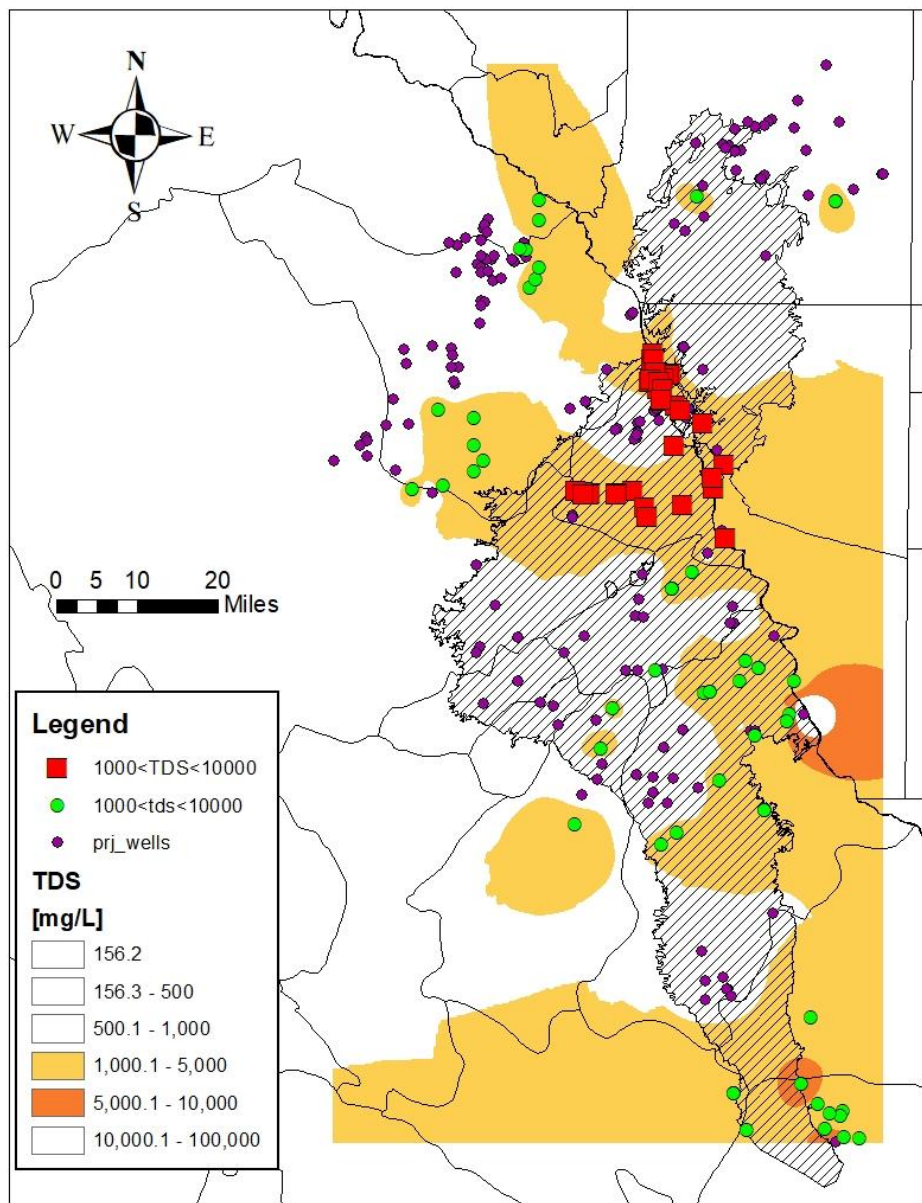 N
W E
S
0 5 10 20
Miles
Legend
1000<TDS<10000
1000<tds<10000
prj_wells
TDS
[mg/L]
156.2
156.3 - 500
500.1 - 1,000
1,000.1 - 5,000
5,000.1 - 10,000
10,000.1 - 100,000